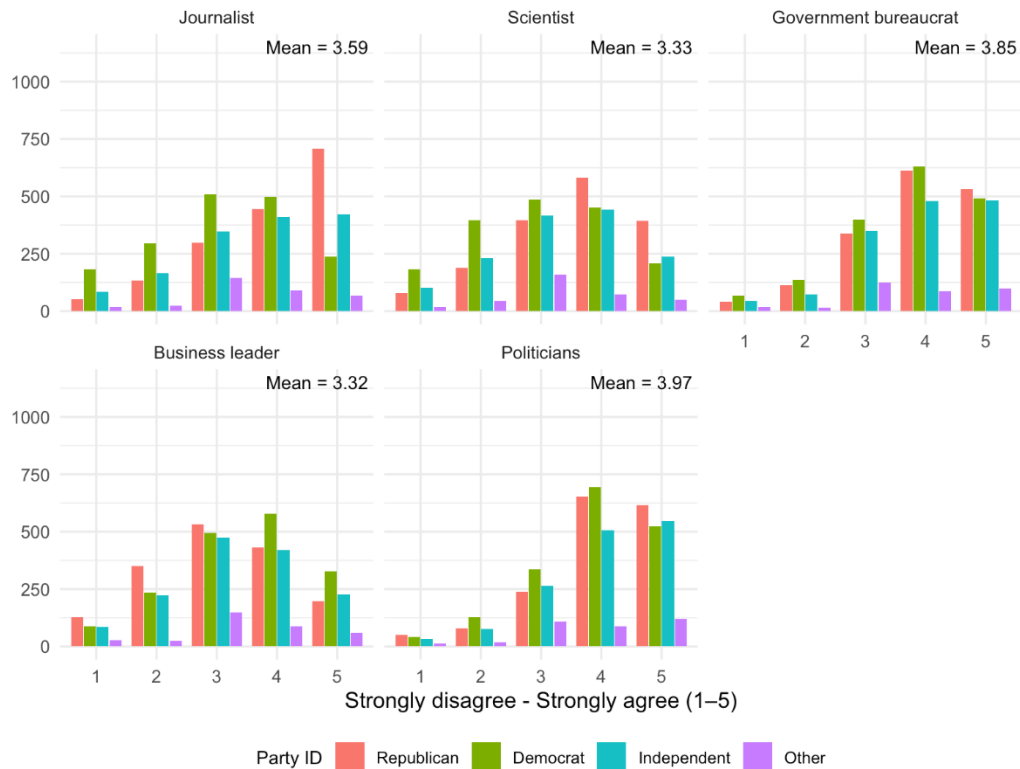 Journalist
Scientist
Government bureaucrat
Mean = 3.59
Mean = 3.33
Mean = 3.85
1000
750
500
250
0
1 2 3 4 5
Business leader
Politicians
Mean = 3.32
Mean = 3.97
1000
750
500
250
0
1 2 3 4 5
1 2 3 4 5
Strongly disagree - Strongly agree (1–5)
Party ID Republican Democrat Independent Other